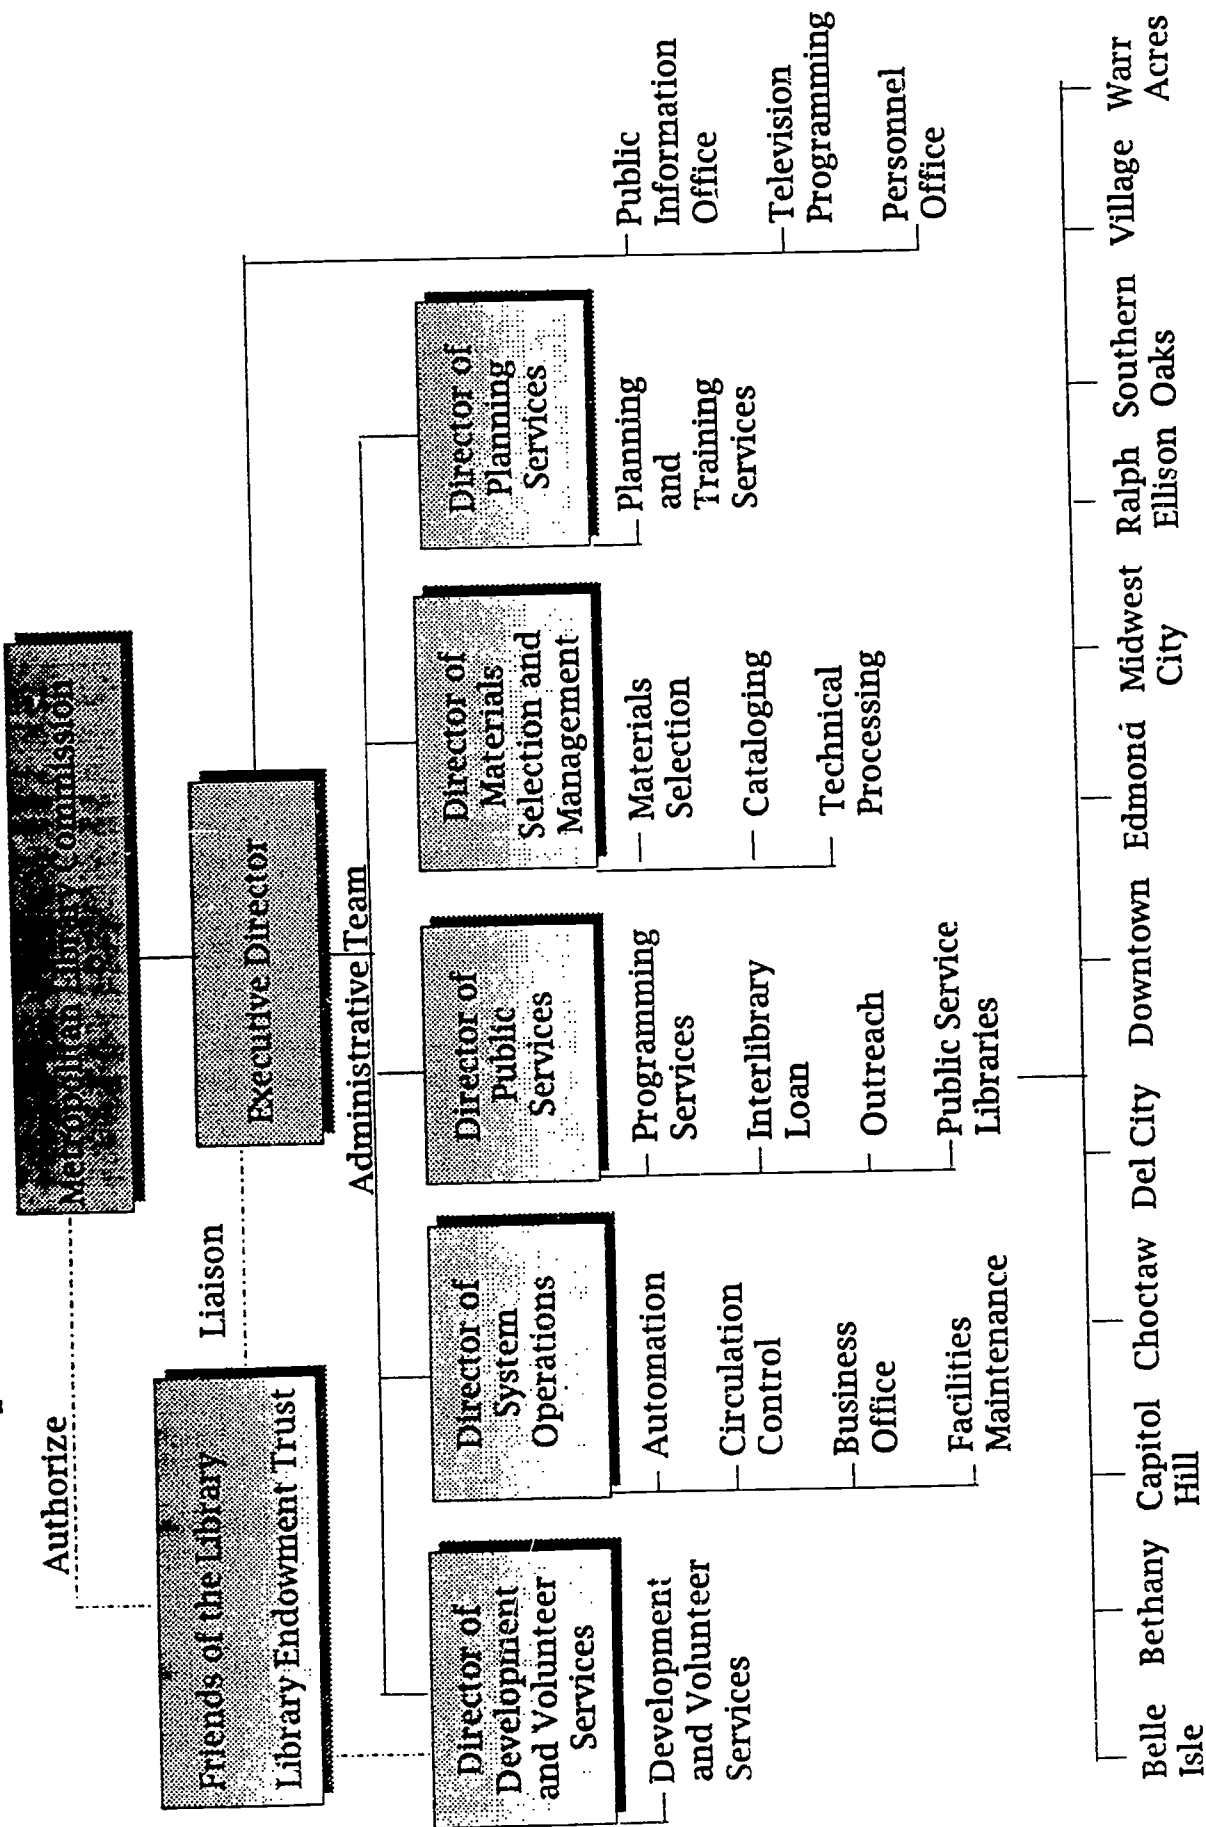 Metropolitan Library Commission
Authorize
Friends of the Library
Library Endowment Trust
Liaison
Executive Director
Administrative Team
Director of
Development
and Volunteer
Services
Development
and Volunteer
Services
Director of
System
Operations
Automation
Circulation
Control
Business
Office
Facilities
Maintenance
Director of
Public
Services
Programming
Services
Interlibrary
Loan
Outreach
Public Service
Libraries
Director of
Materials
Selection and
Management
Materials
Selection
Cataloging
Technical
Processing
Director of
Planning
Services
Planning
and
Training
Services
Public
Information
Office
Television
Programming
Personnel
Office
Belle
Isle
Bethany
Capitol
Hill
Choctaw
Del City
Downtown
Edmond
Midwest
City
Ralph
Ellison
Southern
Oaks
Village
Warr
Acres